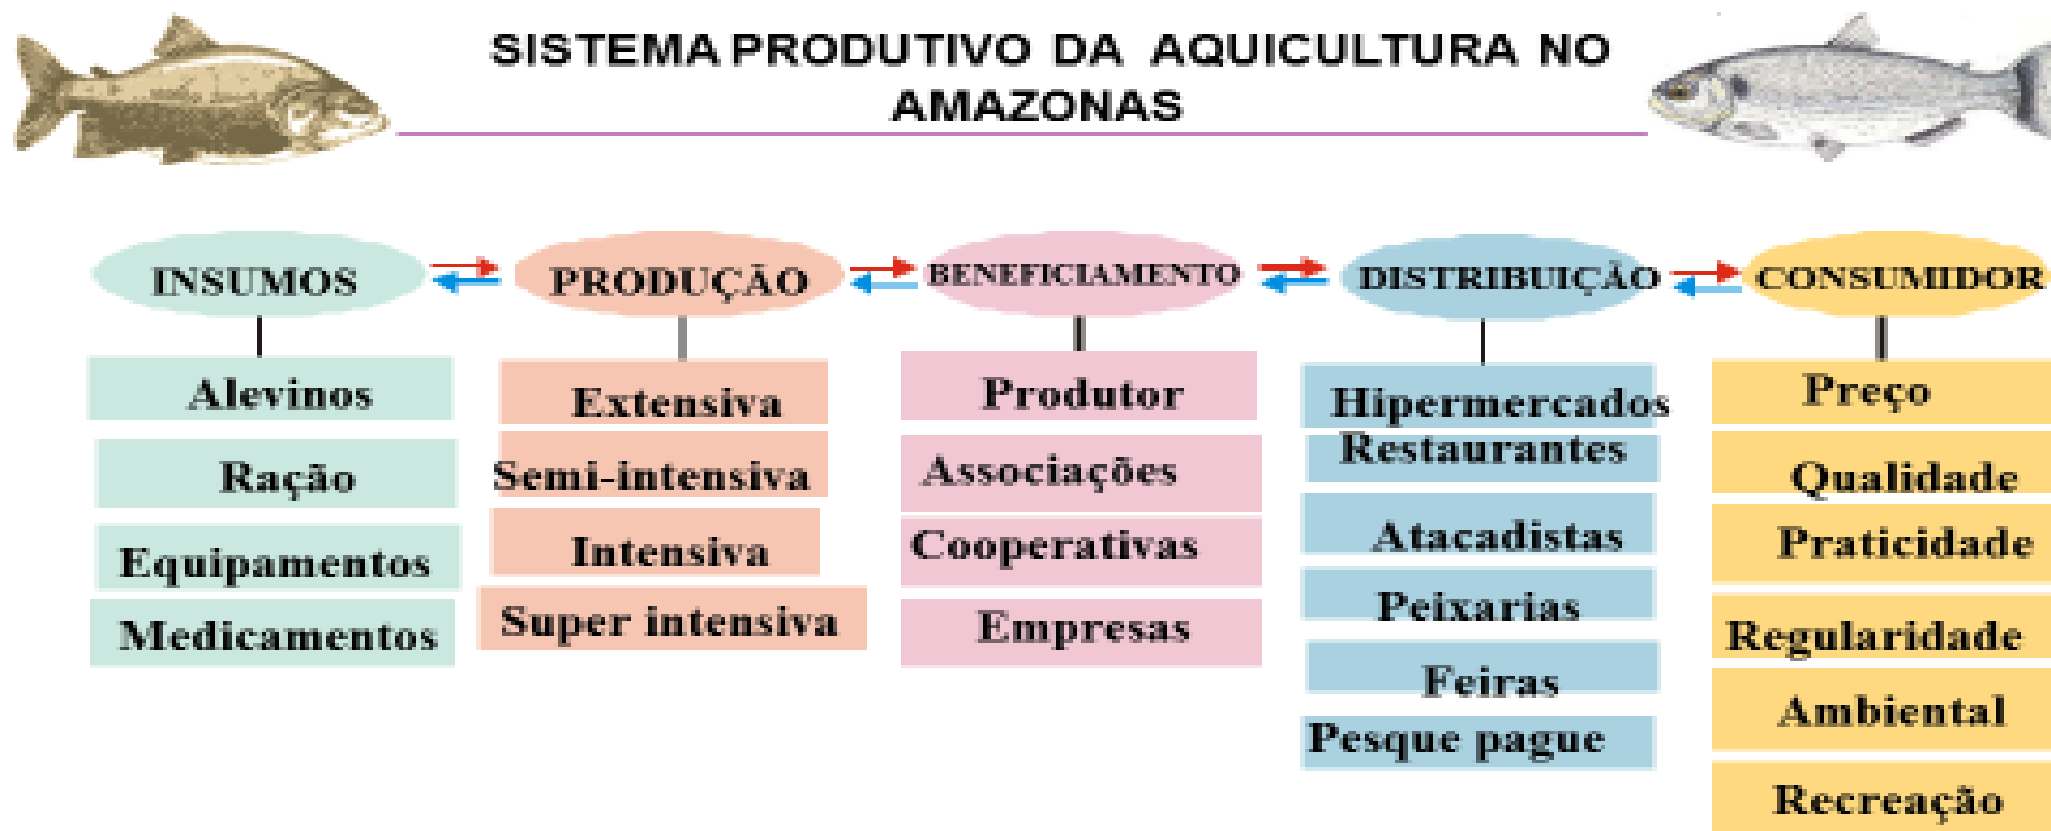 SISTEMA PRODUTIVO DA AQUICULTURA NO
AMAZONAS
INSUMOS
Alevinos
Ração
Equipamentos
Medicamentos
PRODUÇÃO
Extensiva
Semi-intensiva
Intensiva
Super intensiva
BENEFICIAMENTO
Produtor
Associações
Cooperativas
Empresas
DISTRIBUIÇÃO
Hipermercados
Restaurantes
Atacadistas
Peixarias
Feiras
Pesque pague
CONSUMIDOR
Preço
Qualidade
Praticidade
Regularidade
Ambiental
Recreação